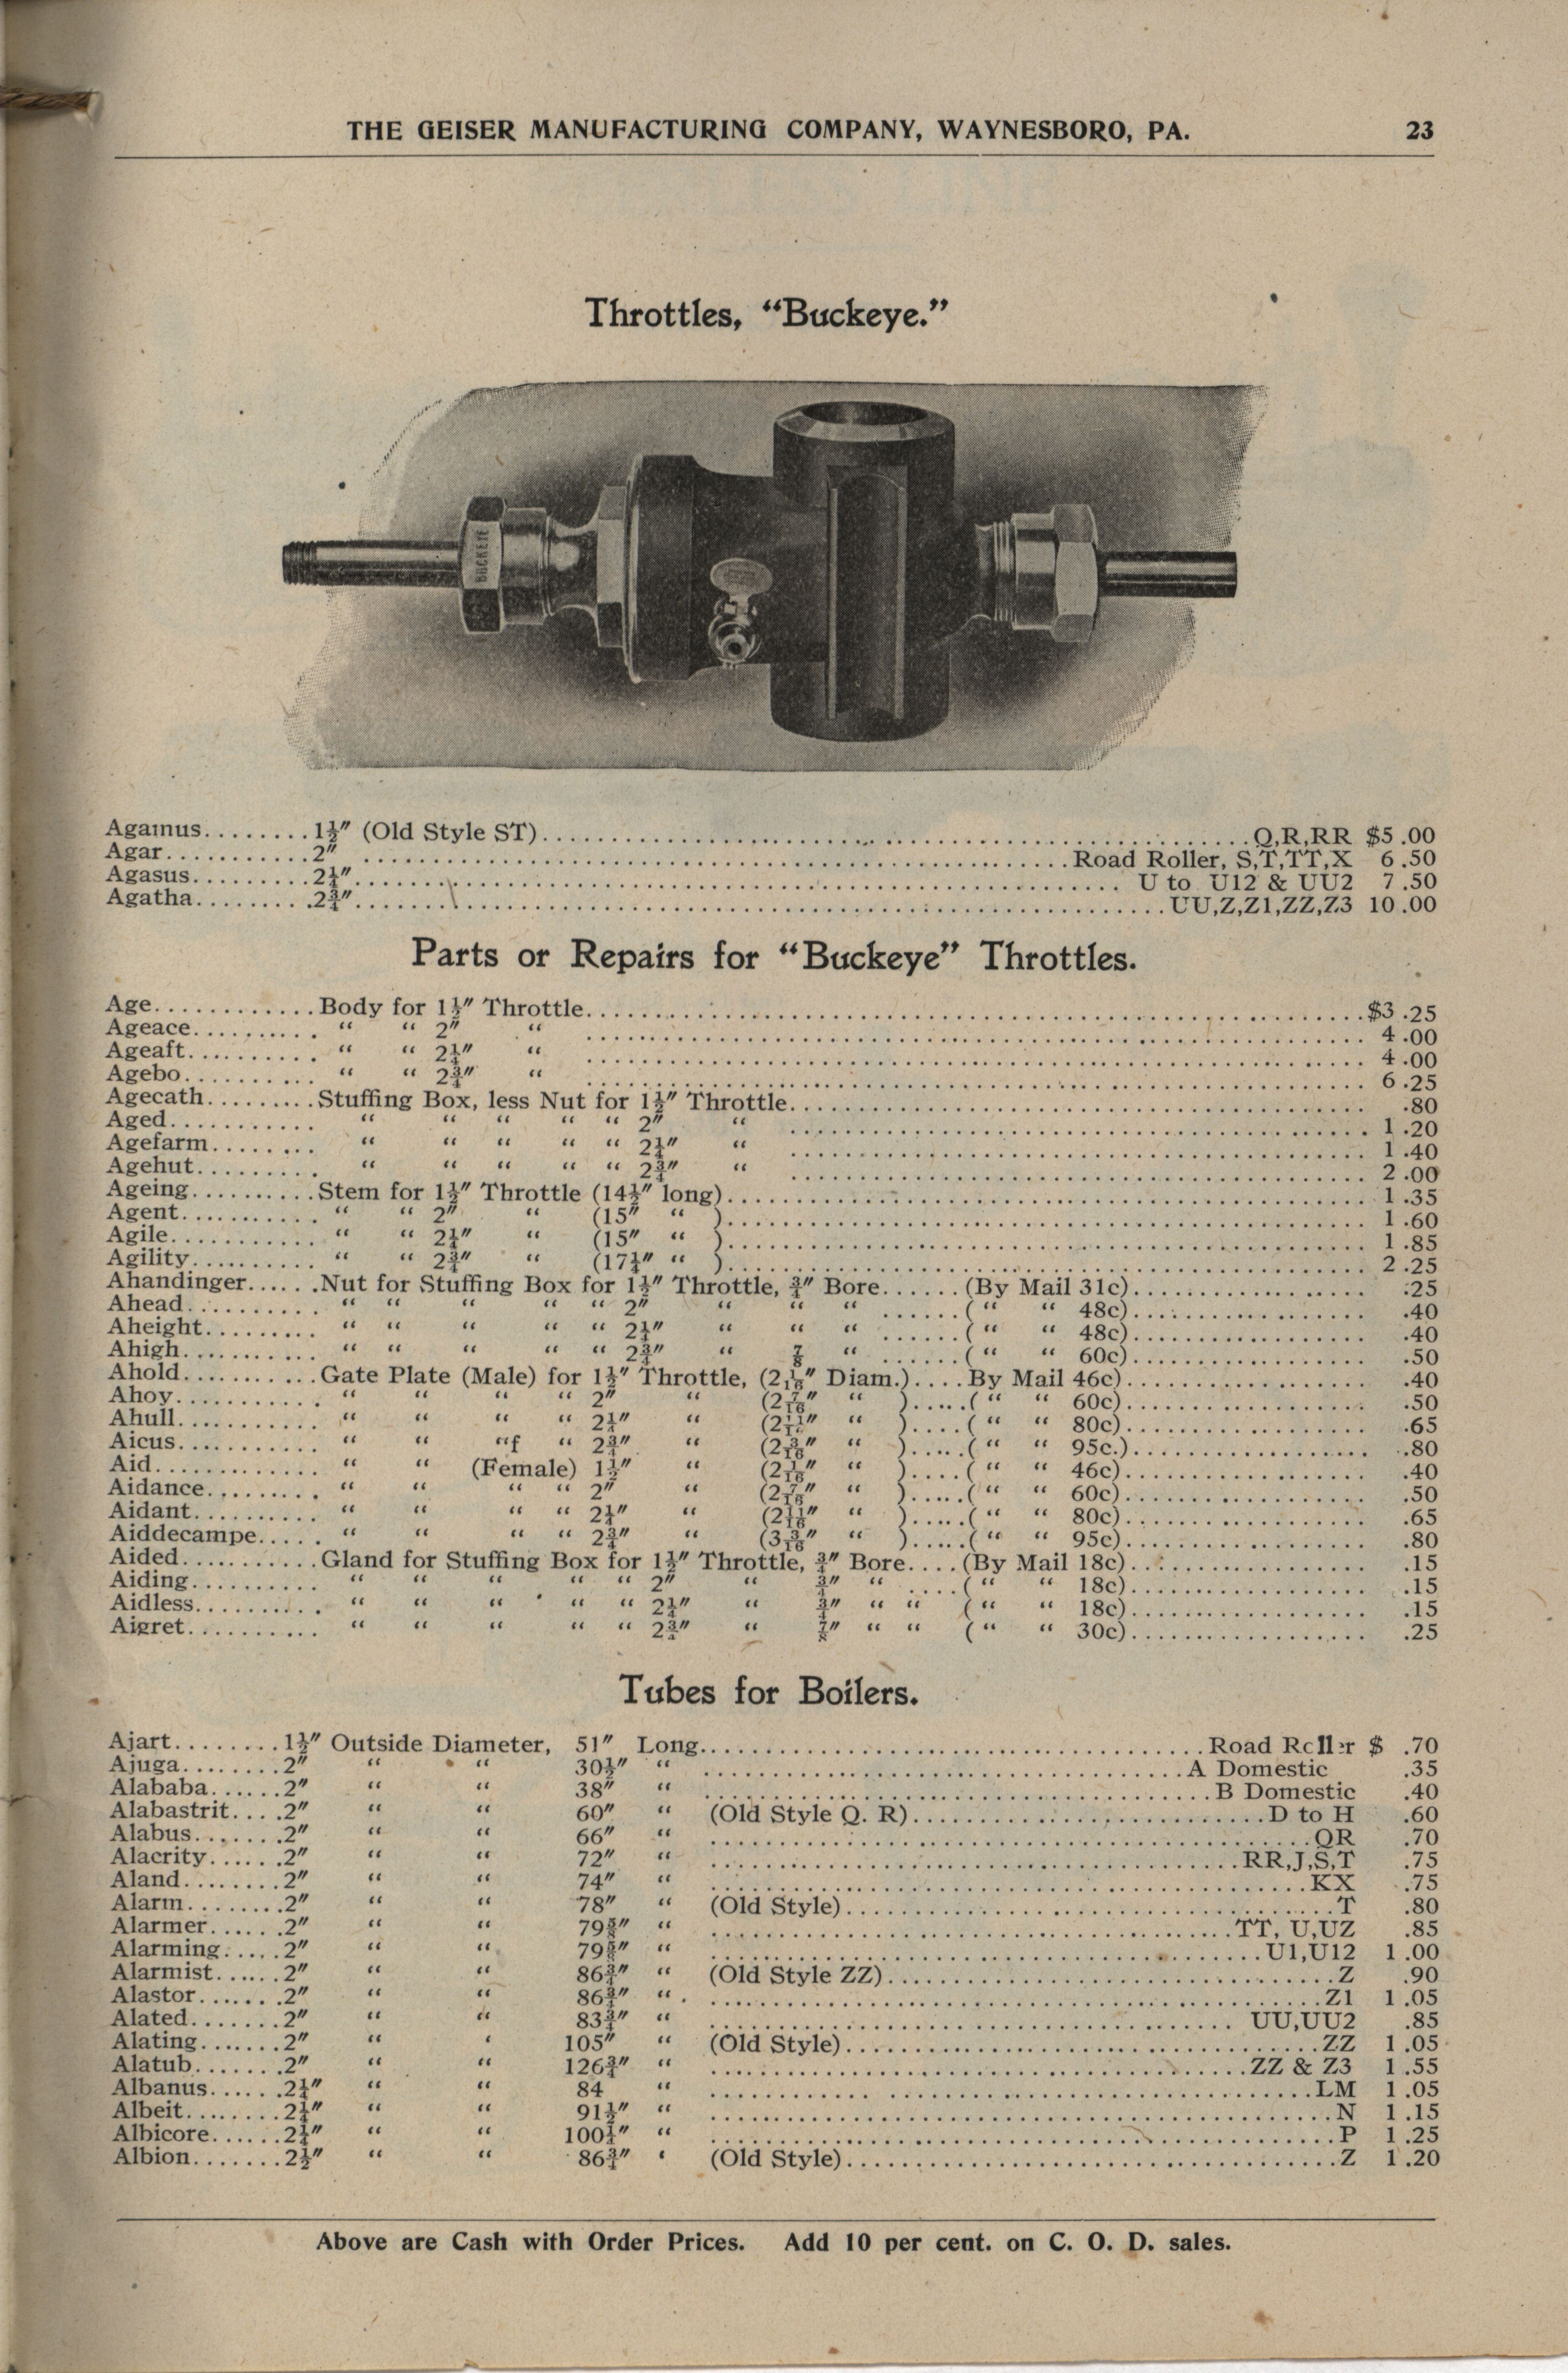 THE GEISER MANUFACTURING COMPANY, WAYNESBORO, PA. 23
Throttles, “Buckeye.”
BUCKEYE
Agamus........1½″ (Old Style ST)........Q,R,RR $5.00
Agar...........2″ ........Road Roller, S,T,TT,X 6.50
Agasus.........2¼″........U to U12 & UU2 7.50
Agatha.........2¾″........UU,Z,Z1,ZZ,Z3 10.00
Parts or Repairs for “Buckeye” Throttles.
Age............Body for 1½″ Throttle........$3.25
Ageace.......... “ “ 2″ “ ........4.00
Ageaft.......... “ “ 2¼″ “ ........4.00
Agebo........... “ “ 2¾″ “ ........6.25
Agecath.........Stuffing Box, less Nut for 1½″ Throttle........ .80
Aged........... “ “ “ “ “ 2″ “ ........1.20
Agefarm........ “ “ “ “ “ 2¼″ “ ........1.40
Agehut......... “ “ “ “ “ 2¾″ “ ........2.00
Ageing..........Stem for 1½″ Throttle (14½″ long)........1.35
Agent........... “ “ 2″ “ (15″ “ )........1.60
Agile........... “ “ 2¼″ “ (15″ “ )........1.85
Agility.......... “ “ 2¾″ “ (17¼″ “ )........2.25
Ahandinger......Nut for Stuffing Box for 1½″ Throttle, ¾″ Bore......(By Mail 31c)........ .25
Ahead.......... “ “ “ “ “ 2″ “ “ “ ......( “ “ 48c)........ .40
Aheight......... “ “ “ “ “ 2¼″ “ “ “ ......( “ “ 48c)........ .40
Ahigh........... “ “ “ “ “ 2¾″ “ ⅞ “ ......( “ “ 60c)........ .50
Ahold...........Gate Plate (Male) for 1½″ Throttle, (2 1/16″ Diam.)....By Mail 46c)........ .40
Ahoy............ “ “ “ “ 2″ “ (2 7/16″ “ ).....( “ “ 60c)........ .50
Ahull........... “ “ “ “ 2¼″ “ (2 11/16″ “ )....( “ “ 80c)........ .65
Aicus........... “ “ “f “ 2¾″ “ (2 3/16″ “ ).....( “ “ 95c.)........ .80
Aid............. “ “ (Female) 1½″ “ (2 1/16″ “ )....( “ “ 46c)........ .40
Aidance......... “ “ “ “ 2″ “ (2 7/16″ “ ).....( “ “ 60c)........ .50
Aidant.......... “ “ “ “ 2¼″ “ (2 11/16″ “ ).....( “ “ 80c)........ .65
Aiddecampe..... “ “ “ “ 2¾″ “ (3 3/16″ “ ).....( “ “ 95c)........ .80
Aided...........Gland for Stuffing Box for 1½″ Throttle, ¾″ Bore....(By Mail 18c)........ .15
Aiding.......... “ “ “ “ “ 2″ “ ¾″ “ ....( “ “ 18c)........ .15
Aidless.......... “ “ “ “ “ 2¼″ “ ¾″ “ “ ( “ “ 18c)........ .15
Aigret.......... “ “ “ “ “ 2¾″ “ ⅞″ “ “ ( “ “ 30c)........ .25
Tubes for Boilers.
Ajart........1½″ Outside Diameter, 51″ Long........Road Roller $ .70
Ajuga........2″ “ “ 30½″ “ ........A Domestic .35
Alababa......2″ “ “ 38″ “ ........B Domestic .40
Alabastrit....2″ “ “ 60″ “ (Old Style Q. R)........D to H .60
Alabus.......2″ “ “ 66″ “ ........QR .70
Alacrity......2″ “ “ 72″ “ ........RR,J,S,T .75
Aland........2″ “ “ 74″ “ ........KX .75
Alarm........2″ “ “ 78″ “ (Old Style)........T .80
Alarmer......2″ “ “ 79⅝″ “ ........TT, U,UZ .85
Alarming.....2″ “ “ 79⅝″ “ ........U1,U12 1.00
Alarmist......2″ “ “ 86¾″ “ (Old Style ZZ)........Z .90
Alastor.......2″ “ “ 86¾″ “ ........Z1 1.05
Alated.......2″ “ “ 83¾″ “ ........UU,UU2 .85
Alating.......2″ “ ‘ 105″ “ (Old Style)........ZZ 1.05
Alatub.......2″ “ “ 126¾″ “ ........ZZ & Z3 1.55
Albanus......2¼″ “ “ 84 “ ........LM 1.05
Albeit........2¼″ “ “ 91½″ “ ........N 1.15
Albicore......2¼″ “ “ 100¼″ “ ........P 1.25
Albion.......2½″ “ “ 86¾″ ‘ (Old Style)........Z 1.20
Above are Cash with Order Prices. Add 10 per cent. on C. O. D. sales.